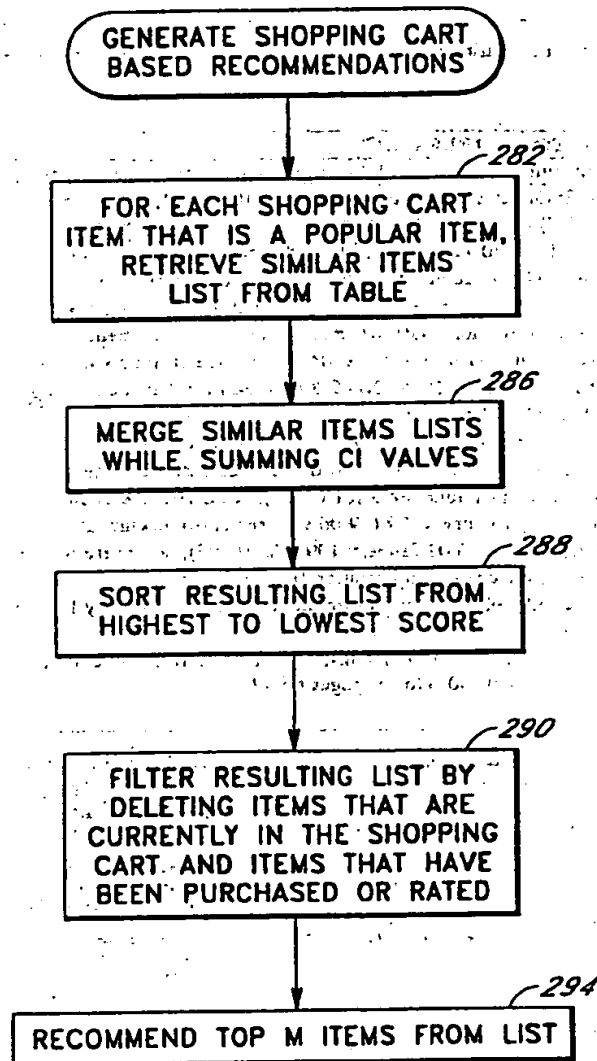 GENERATE SHOPPING CART
BASED RECOMMENDATIONS
282
FOR EACH SHOPPING CART
ITEM THAT IS A POPULAR ITEM,
RETRIEVE SIMILAR ITEMS
LIST FROM TABLE
286
MERGE SIMILAR ITEMS LISTS
WHILE SUMMING CI VALVES
288
SORT RESULTING LIST FROM
HIGHEST TO LOWEST SCORE
290
FILTER RESULTING LIST BY
DELETING ITEMS THAT ARE
CURRENTLY IN THE SHOPPING
CART AND ITEMS THAT HAVE
BEEN PURCHASED OR RATED
294
RECOMMEND TOP M ITEMS FROM LIST